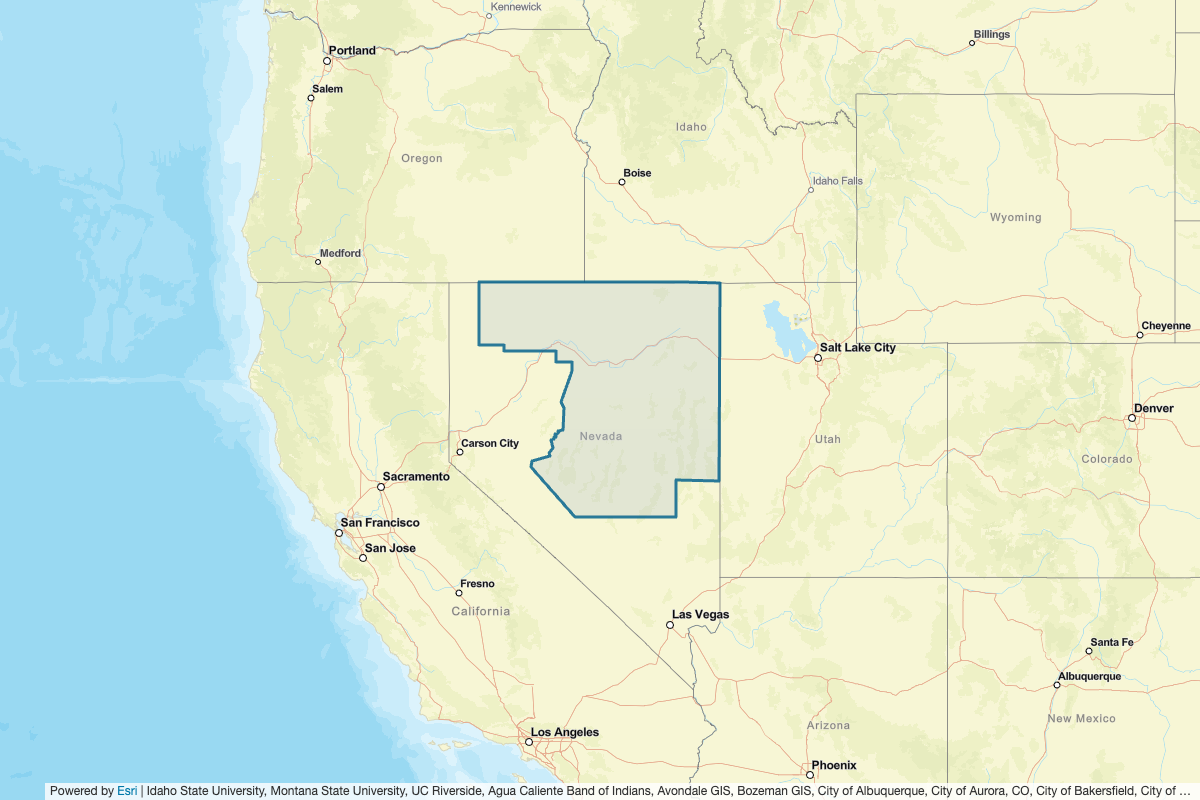 Kennewick
Billings
Portland
Salem
Idaho
Oregon
Boise
Idaho Falls
Wyoming
Medford
Cheyenne
Salt Lake City
Denver
Nevada
Carson City
Utah
Colorado
Sacramento
San Francisco
San Jose
Fresno
California
Las Vegas
Santa Fe
Albuquerque
New Mexico
Arizona
Los Angeles
Phoenix
Powered by Esri | Idaho State University, Montana State University, UC Riverside, Agua Caliente Band of Indians, Avondale GIS, Bozeman GIS, City of Albuquerque, City of Aurora, CO, City of Bakersfield, City of ...